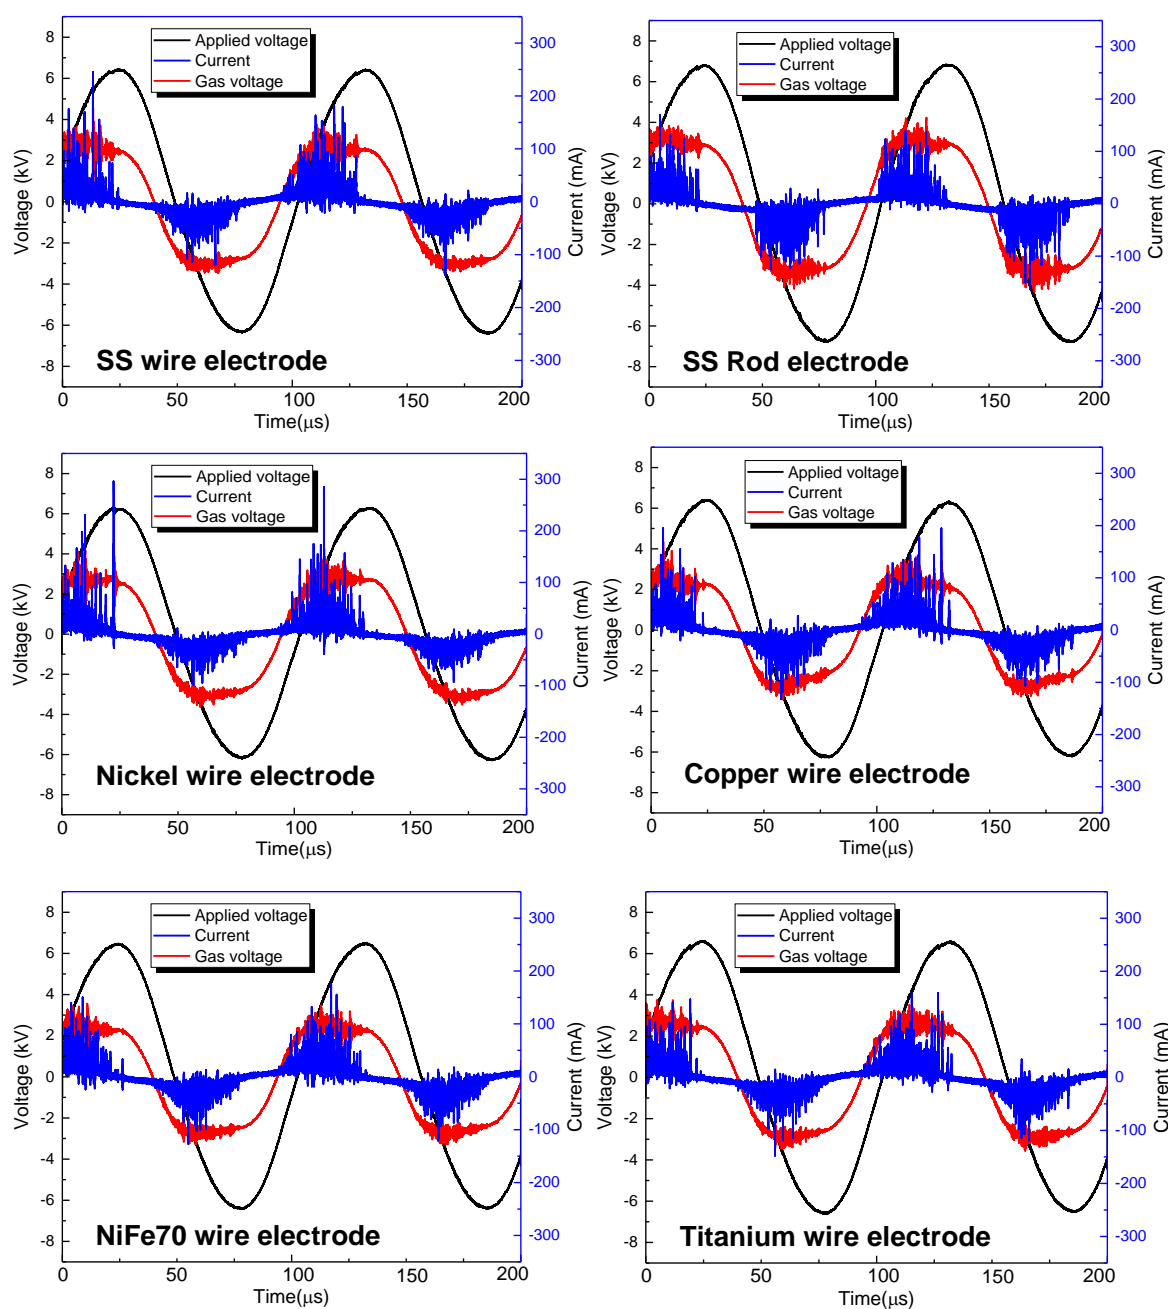 Applied voltage
Current
Gas voltage
8
6
4
2
0
-2
-4
-6
-8
Voltage (kV)
300
200
100
0
-100
-200
-300
Current (mA)
SS wire electrode
0 50 100 150 200
Time(μs)
Applied voltage
Current
Gas voltage
8
6
4
2
0
-2
-4
-6
-8
Voltage (kV)
300
200
100
0
-100
-200
-300
Current (mA)
SS Rod electrode
0 50 100 150 200
Time(μs)
Applied voltage
Current
Gas voltage
8
6
4
2
0
-2
-4
-6
-8
Voltage (kV)
300
200
100
0
-100
-200
-300
Current (mA)
Nickel wire electrode
0 50 100 150 200
Time(μs)
Applied voltage
Current
Gas voltage
8
6
4
2
0
-2
-4
-6
-8
Voltage (kV)
300
200
100
0
-100
-200
-300
Current (mA)
Copper wire electrode
0 50 100 150 200
Time(μs)
Applied voltage
Current
Gas voltage
8
6
4
2
0
-2
-4
-6
-8
Voltage (kV)
300
200
100
0
-100
-200
-300
Current (mA)
NiFe70 wire electrode
0 50 100 150 200
Time(μs)
Applied voltage
Current
Gas voltage
8
6
4
2
0
-2
-4
-6
-8
Voltage (kV)
300
200
100
0
-100
-200
-300
Current (mA)
Titanium wire electrode
0 50 100 150 200
Time(μs)